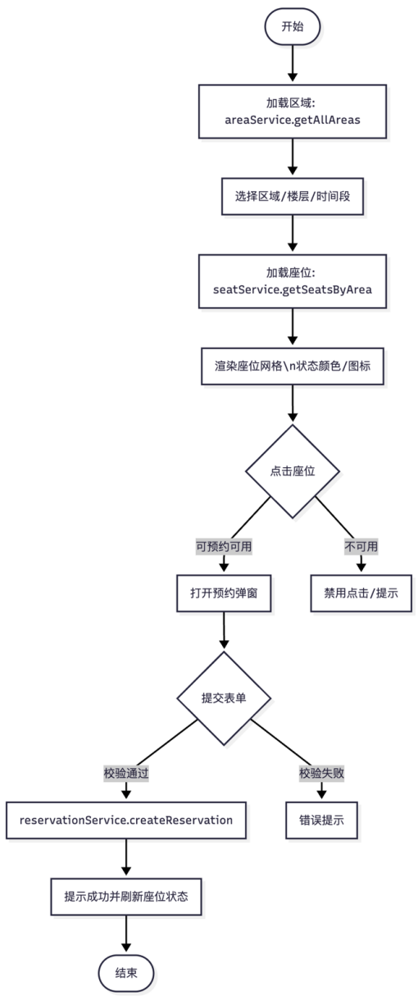 开始
加载区域:
areaService.getAllAreas
选择区域/楼层/时间段
加载座位:
seatService.getSeatsByArea
渲染座位网格\n状态颜色/图标
点击座位
可预约可用
不可用
打开预约弹窗
禁用点击/提示
提交表单
校验通过
校验失败
reservationService.createReservation
错误提示
提示成功并刷新座位状态
结束